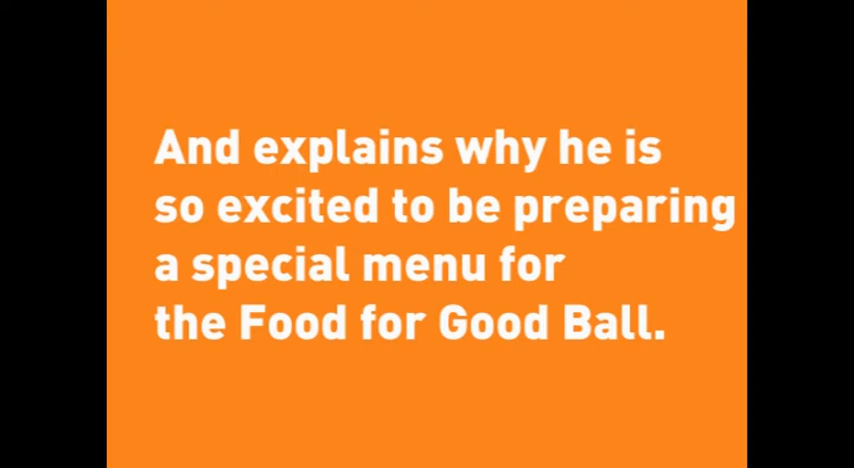 And explains why he is
so excited to be preparing
a special menu for
the Food for Good Ball.